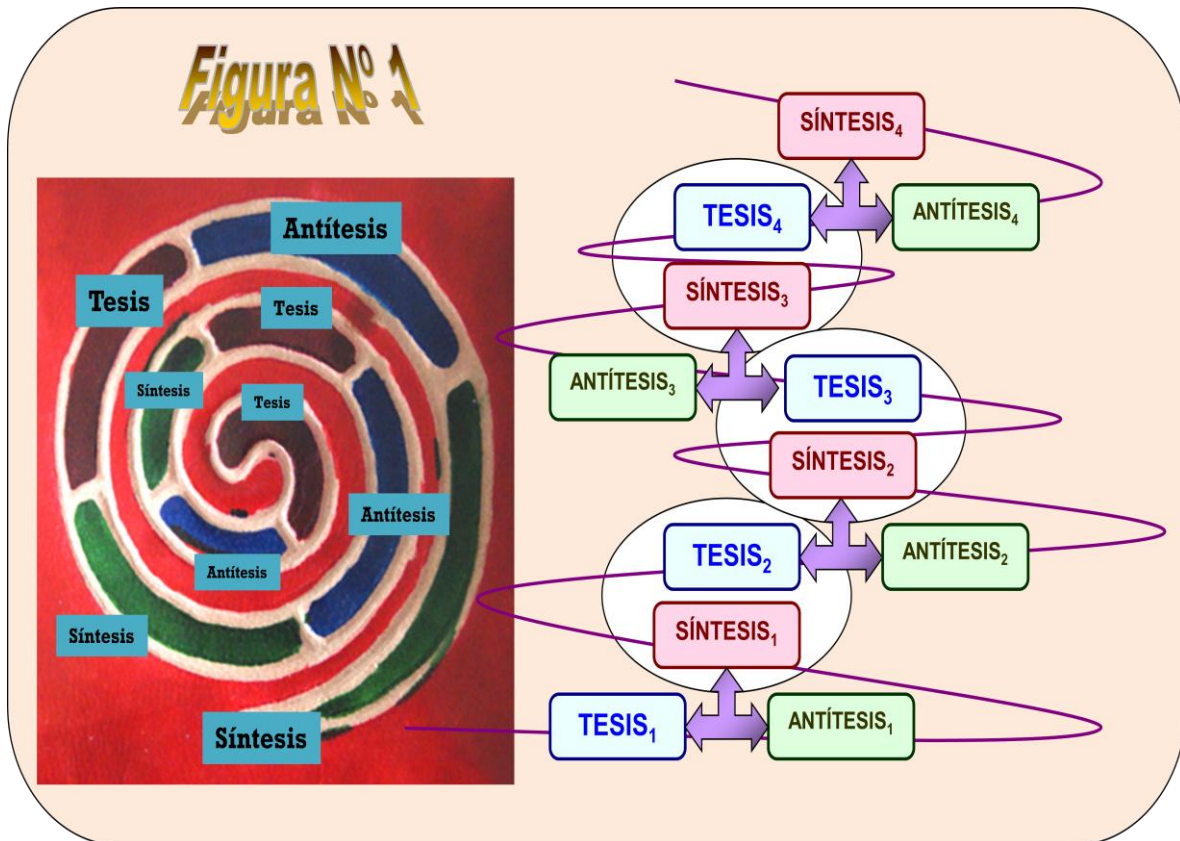 Figura Nº 1
Antítesis
Tesis
Tesis
Síntesis
Tesis
Antítesis
Antítesis
Síntesis
Síntesis
SÍNTESIS₄
TESIS₄
ANTÍTESIS₄
SÍNTESIS₃
ANTÍTESIS₃
TESIS₃
SÍNTESIS₂
TESIS₂
ANTÍTESIS₂
SÍNTESIS₁
TESIS₁
ANTÍTESIS₁